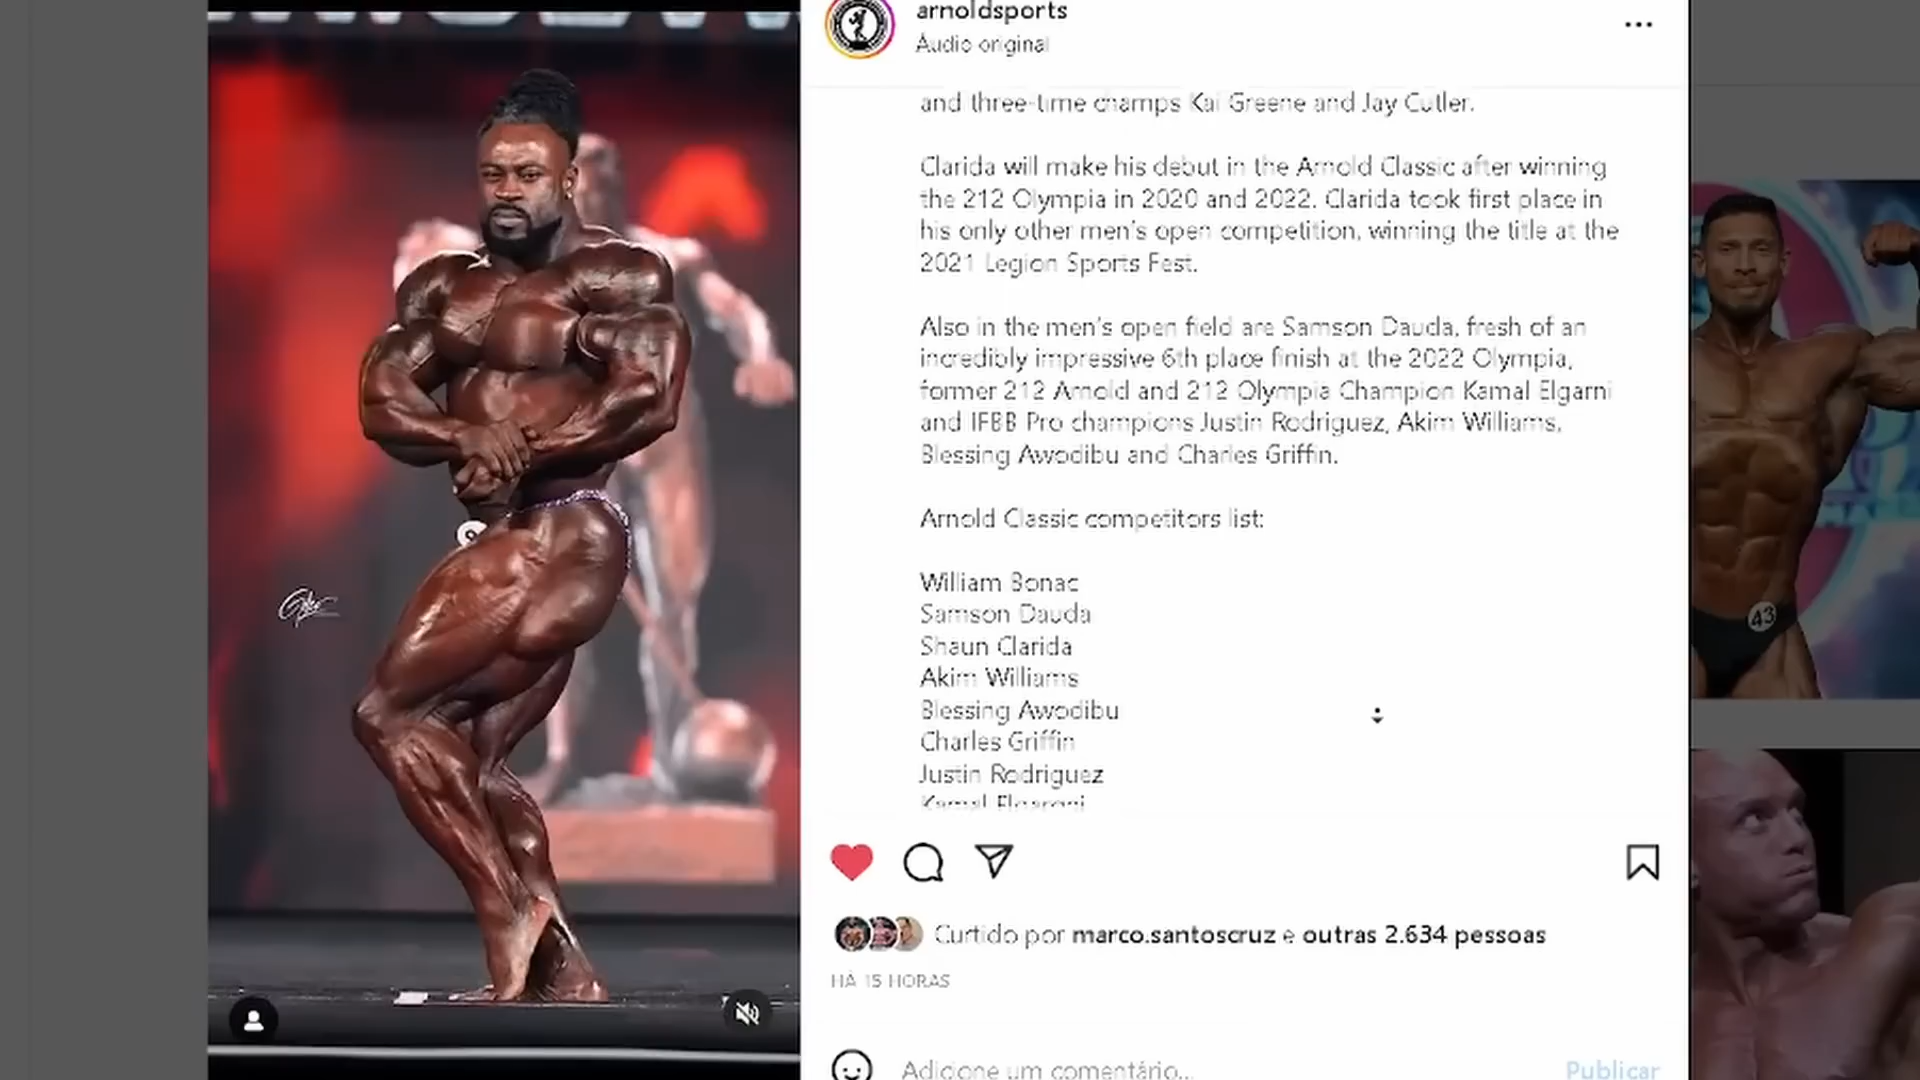 arnoldsports
Áudio original
and three-time champs Kai Greene and Jay Cutler.
Clarida will make his debut in the Arnold Classic after winning
the 212 Olympia in 2020 and 2022. Clarida took first place in
his only other men's open competition, winning the title at the
2021 Legion Sports Fest.
Also in the men's open field are Samson Dauda, fresh of an
incredibly impressive 6th place finish at the 2022 Olympia,
former 212 Arnold and 212 Olympia Champion Kamal Elgarni
and IFBB Pro champions Justin Rodriguez, Akim Williams,
Blessing Awodibu and Charles Griffin.
Arnold Classic competitors list:
William Bonac
Samson Dauda
Shaun Clarida
Akim Williams
Blessing Awodibu
Charles Griffin
Justin Rodriguez
Curtido por marco.santoscruz e outras 2.634 pessoas
HÁ 15 HORAS
Adicione um comentário...
Publicar
43